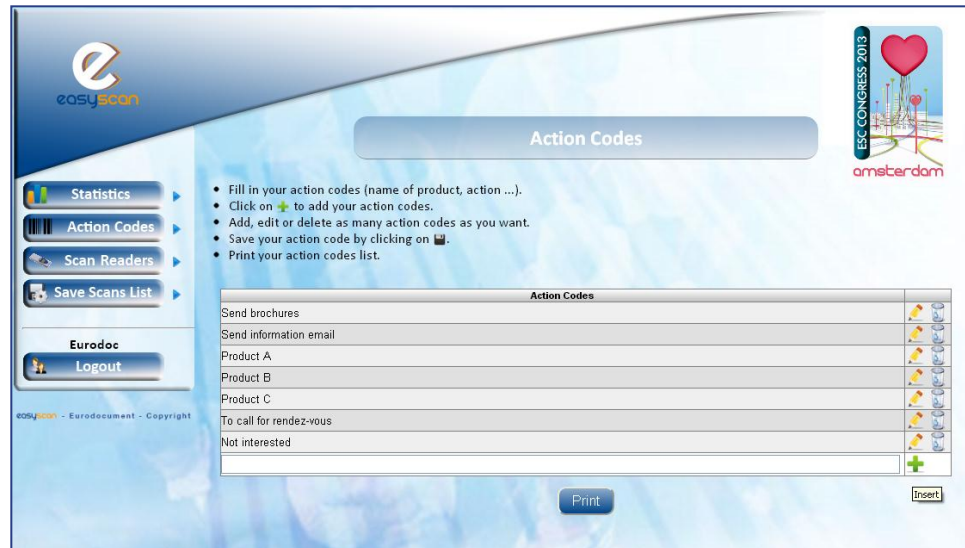 easyscan
ESC CONGRESS 2013
amsterdam
Action Codes
Statistics
Action Codes
Scan Readers
Save Scans List
Eurodoc
Logout
easyscan - Eurodocument - Copyright
Fill in your action codes (name of product, action ...).
Click on to add your action codes.
Add, edit or delete as many action codes as you want.
Save your action code by clicking on .
Print your action codes list.
Action Codes
Send brochures
Send information email
Product A
Product B
Product C
To call for rendez-vous
Not interested
Insert
Print